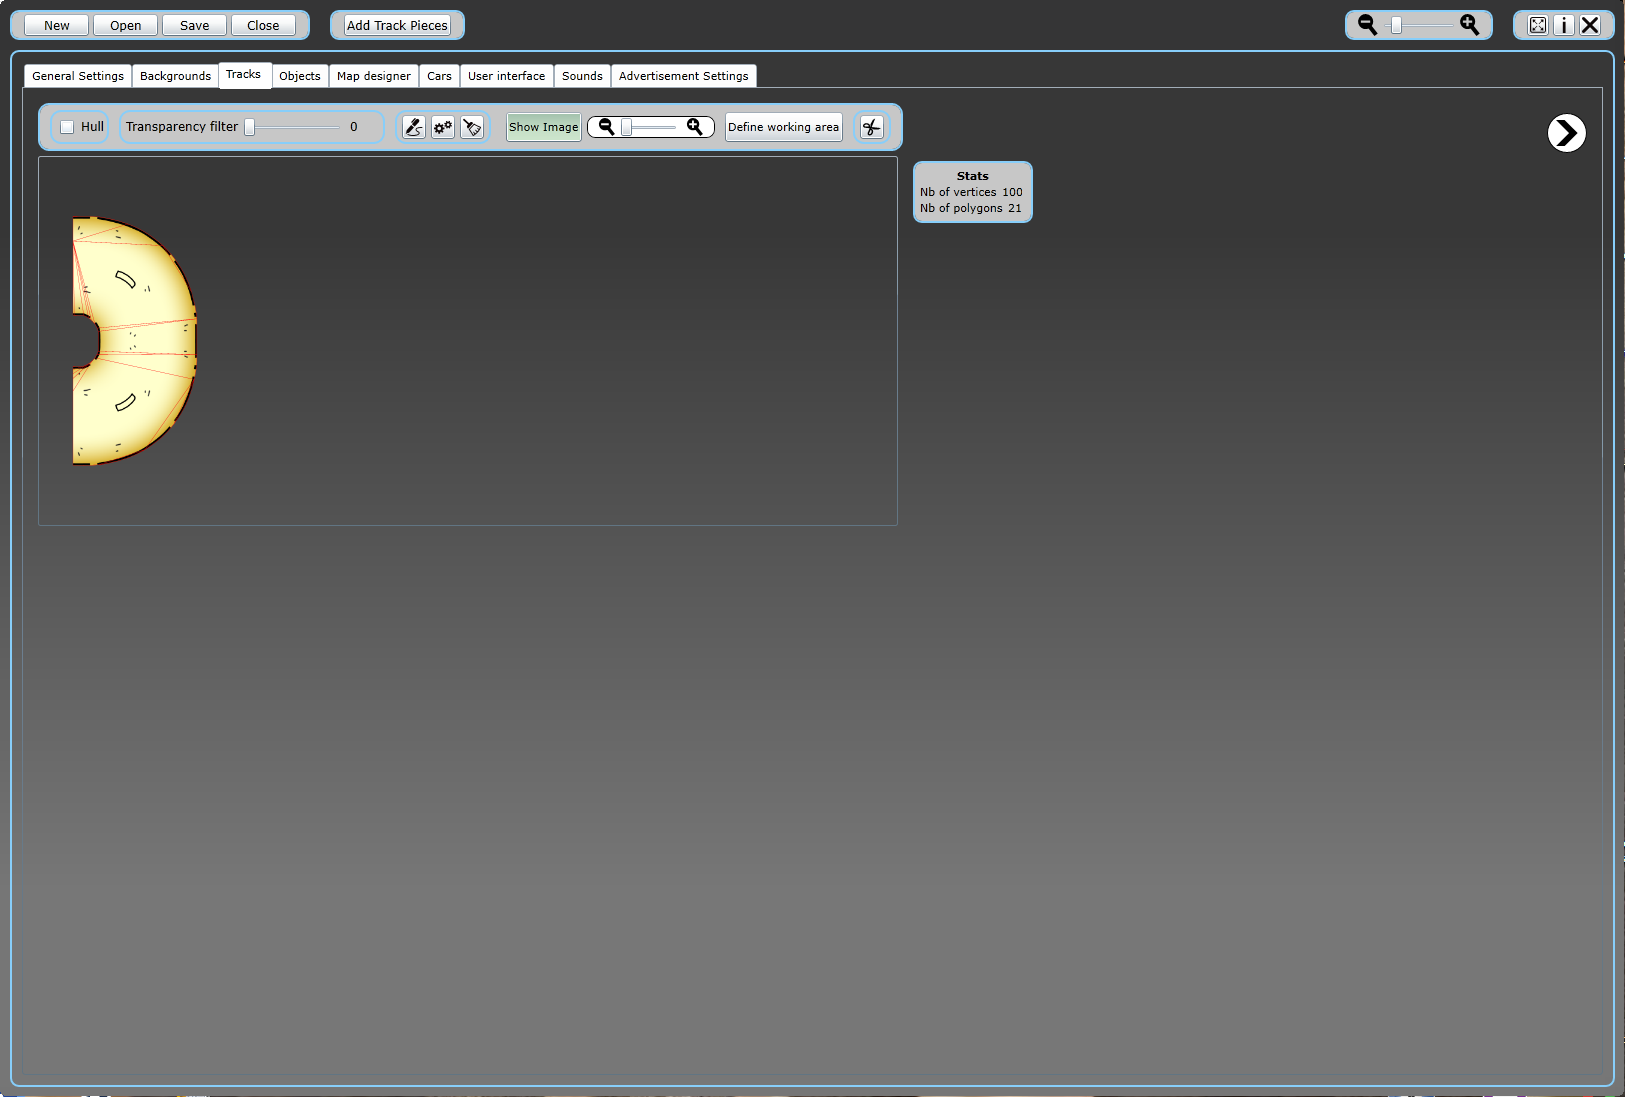 New Open Save Close Add Track Pieces
General Settings Backgrounds Tracks Objects Map designer Cars User interface Sounds Advertisement Settings
Hull Transparency filter 0 Show Image Define working area
Stats
Nb of vertices 100
Nb of polygons 21